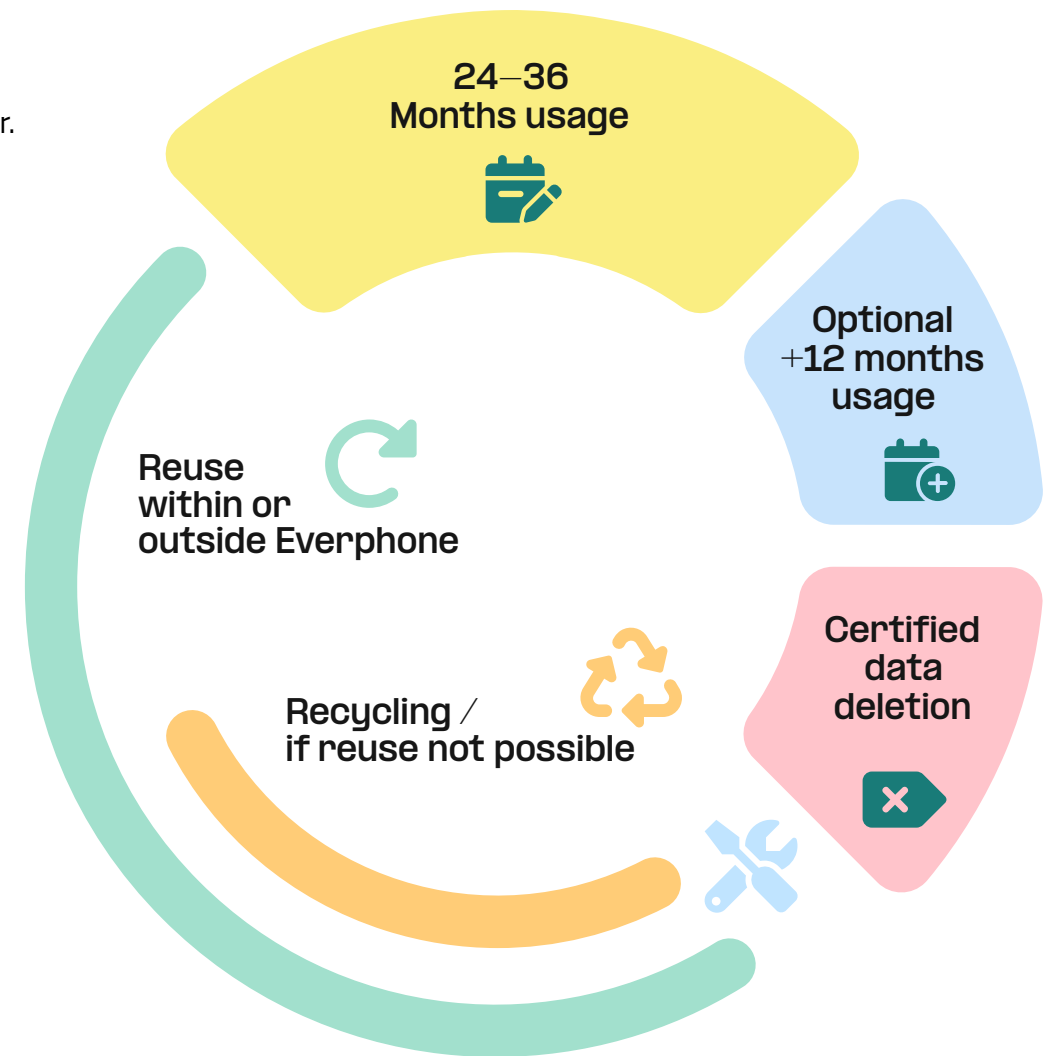 r.
24—36
Months usage
Optional
+12 months
usage
Reuse
within or
outside Everphone
Certified
data
deletion
Recycling /
if reuse not possible